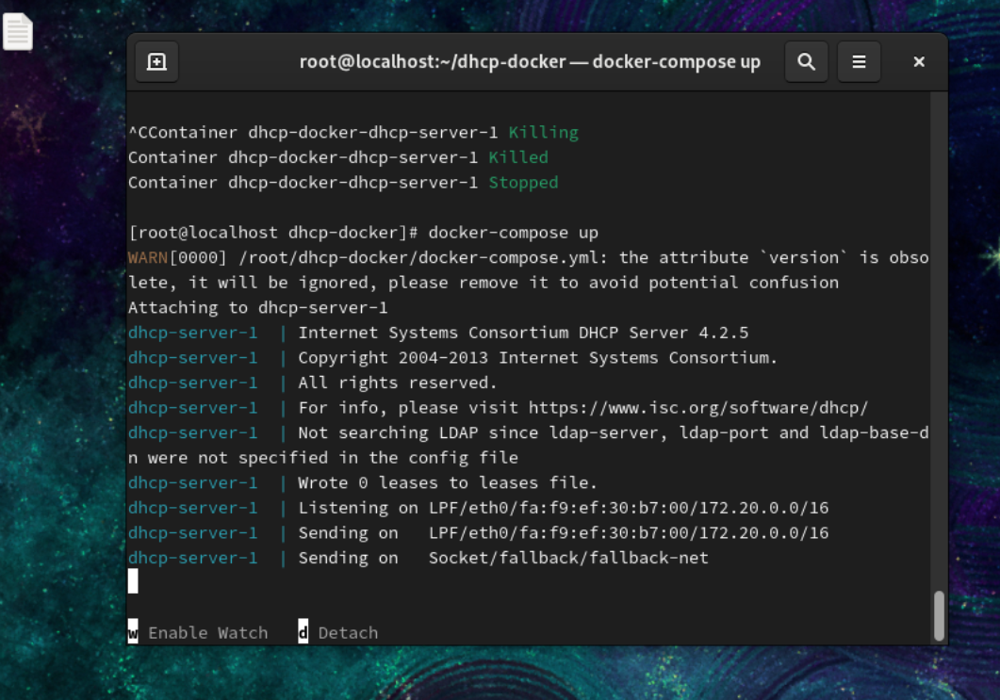 root@localhost:~/dhcp-docker — docker-compose up
^CContainer dhcp-docker-dhcp-server-1 Killing
Container dhcp-docker-dhcp-server-1 Killed
Container dhcp-docker-dhcp-server-1 Stopped
[root@localhost dhcp-docker]# docker-compose up
WARN[0000] /root/dhcp-docker/docker-compose.yml: the attribute `version` is obso
lete, it will be ignored, please remove it to avoid potential confusion
Attaching to dhcp-server-1
dhcp-server-1  | Internet Systems Consortium DHCP Server 4.2.5
dhcp-server-1  | Copyright 2004-2013 Internet Systems Consortium.
dhcp-server-1  | All rights reserved.
dhcp-server-1  | For info, please visit https://www.isc.org/software/dhcp/
dhcp-server-1  | Not searching LDAP since ldap-server, ldap-port and ldap-base-d
n were not specified in the config file
dhcp-server-1  | Wrote 0 leases to leases file.
dhcp-server-1  | Listening on LPF/eth0/fa:f9:ef:30:b7:00/172.20.0.0/16
dhcp-server-1  | Sending on   LPF/eth0/fa:f9:ef:30:b7:00/172.20.0.0/16
dhcp-server-1  | Sending on   Socket/fallback/fallback-net
w Enable Watch   d Detach